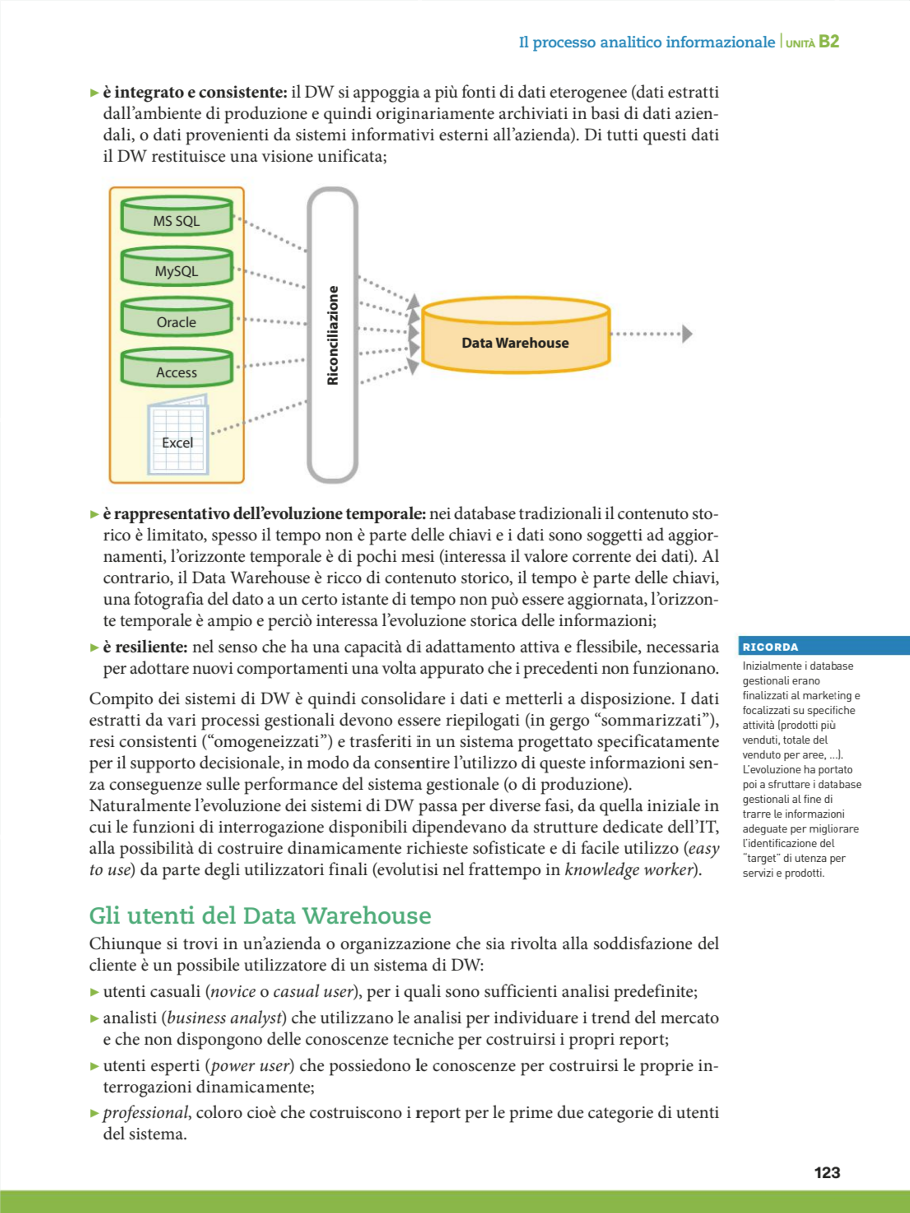 Il processo analitico informazionale | UNITÀ B2
► è integrato e consistente: il DW si appoggia a più fonti di dati eterogenee (dati estratti
dall'ambiente di produzione e quindi originariamente archiviati in basi di dati azien-
dali, o dati provenienti da sistemi informativi esterni all'azienda). Di tutti questi dati
il DW restituisce una visione unificata;
MS SQL
MySQL
Oracle
Access
Excel
Riconciliazione
Data Warehouse
► è rappresentativo dell'evoluzione temporale: nei database tradizionali il contenuto sto-
rico è limitato, spesso il tempo non è parte delle chiavi e i dati sono soggetti ad aggior-
namenti, l'orizzonte temporale è di pochi mesi (interessa il valore corrente dei dati). Al
contrario, il Data Warehouse è ricco di contenuto storico, il tempo è parte delle chiavi,
una fotografia del dato a un certo istante di tempo non può essere aggiornata, l'orizzon-
te temporale è ampio e perciò interessa l'evoluzione storica delle informazioni;
► è resiliente: nel senso che ha una capacità di adattamento attiva e flessibile, necessaria
per adottare nuovi comportamenti una volta appurato che i precedenti non funzionano.
Compito dei sistemi di DW è quindi consolidare i dati e metterli a disposizione. I dati
estratti da vari processi gestionali devono essere riepilogati (in gergo "sommarizzati"),
resi consistenti ("omogeneizzati") e trasferiti in un sistema progettato specificatamente
per il supporto decisionale, in modo da consentire l'utilizzo di queste informazioni sen-
za conseguenze sulle performance del sistema gestionale (o di produzione).
Naturalmente l'evoluzione dei sistemi di DW passa per diverse fasi, da quella iniziale in
cui le funzioni di interrogazione disponibili dipendevano da strutture dedicate dell'IT,
alla possibilità di costruire dinamicamente richieste sofisticate e di facile utilizzo (easy
to use) da parte degli utilizzatori finali (evolutisi nel frattempo in knowledge worker).
RICORDA
Inizialmente i database
gestionali erano
finalizzati al marketing e
focalizzati su specifiche
attività (prodotti più
venduti, totale del
venduto per aree, ...).
L'evoluzione ha portato
poi a sfruttare i database
gestionali al fine di
trarre le informazioni
adeguate per migliorare
l'identificazione del
"target" di utenza per
servizi e prodotti.
Gli utenti del Data Warehouse
Chiunque si trovi in un'azienda o organizzazione che sia rivolta alla soddisfazione del
cliente è un possibile utilizzatore di un sistema di DW:
► utenti casuali (novice o casual user), per i quali sono sufficienti analisi predefinite;
► analisti (business analyst) che utilizzano le analisi per individuare i trend del mercato
e che non dispongono delle conoscenze tecniche per costruirsi i propri report;
► utenti esperti (power user) che possiedono le conoscenze per costruirsi le proprie in-
terrogazioni dinamicamente;
► professional, coloro cioè che costruiscono i report per le prime due categorie di utenti
del sistema.
123